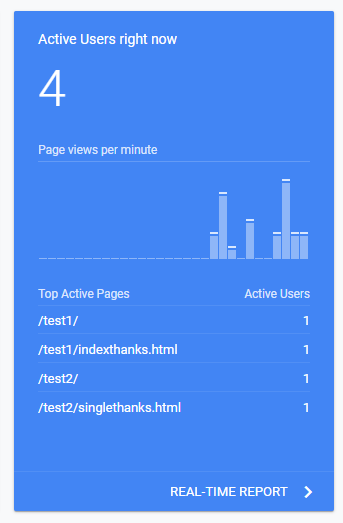 Active Users right now
4
Page views per minute
Top Active Pages Active Users
/test1/ 1
/test1/indexthanks.html 1
/test2/ 1
/test2/singlethanks.html 1
REAL-TIME REPORT